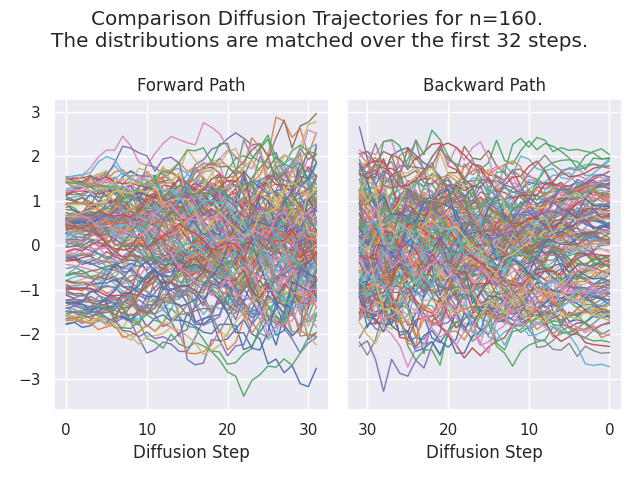 Comparison Diffusion Trajectories for n=160.
The distributions are matched over the first 32 steps.
Forward Path
Backward Path
3
2
1
0
−1
−2
−3
0 10 20 30
30 20 10 0
Diffusion Step
Diffusion Step